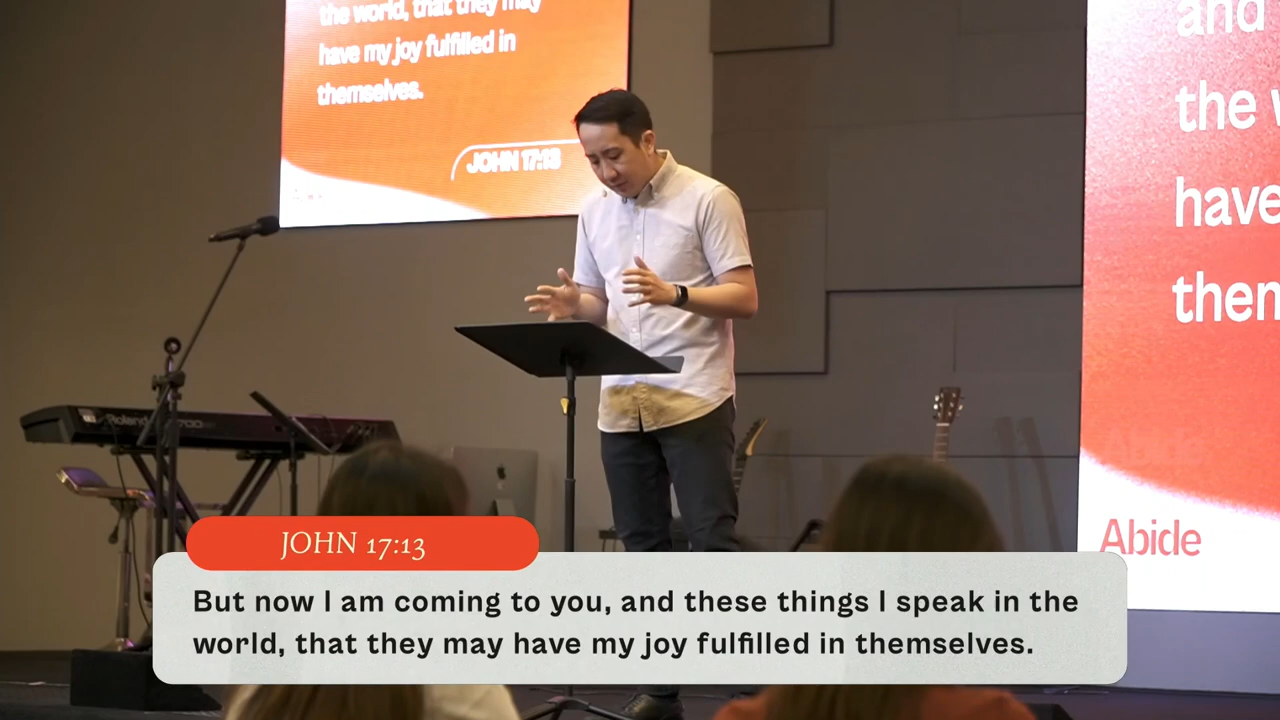 the world, that they may
have my joy fulfilled in
themselves.
JOHN 17:13
and
the
have
Abide
Roland
JOHN 17:13
But now I am coming to you, and these things I speak in the
world, that they may have my joy fulfilled in themselves.